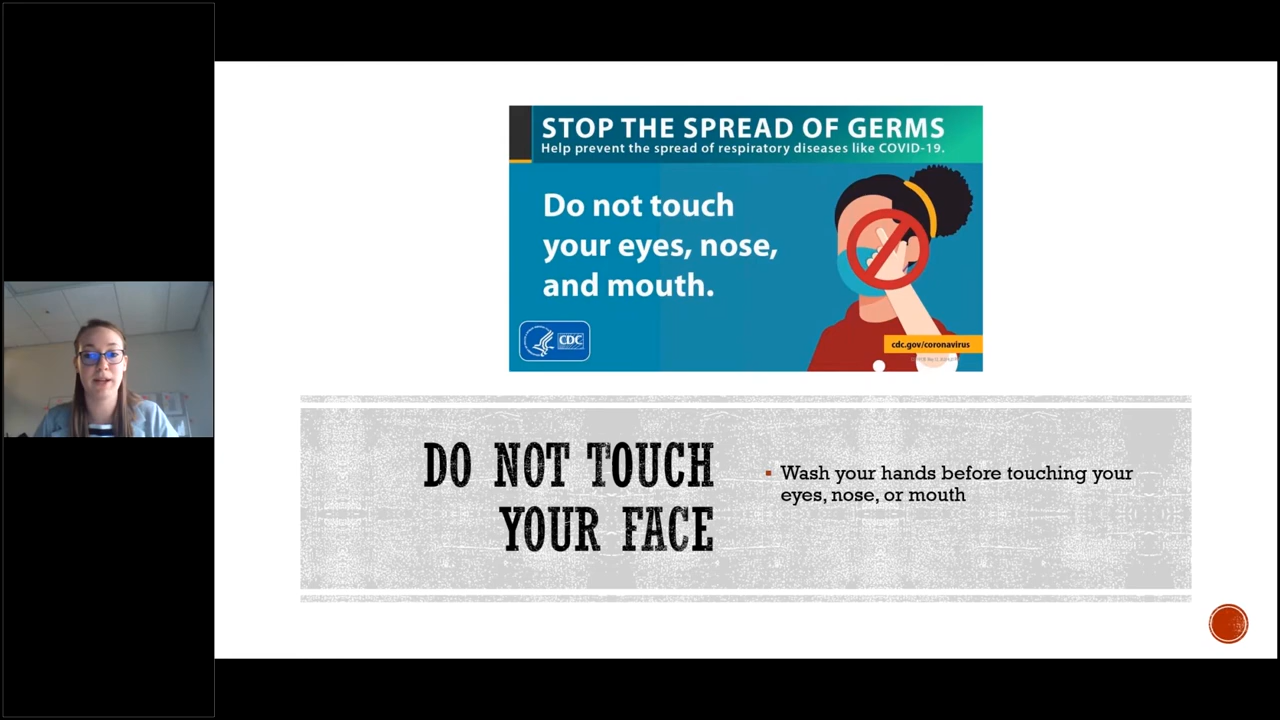 STOP THE SPREAD OF GERMS
Help prevent the spread of respiratory diseases like COVID-19.
Do not touch
your eyes, nose,
and mouth.
CDC
cdc.gov/coronavirus
DO NOT TOUCH
YOUR FACE
Wash your hands before touching your
eyes, nose, or mouth